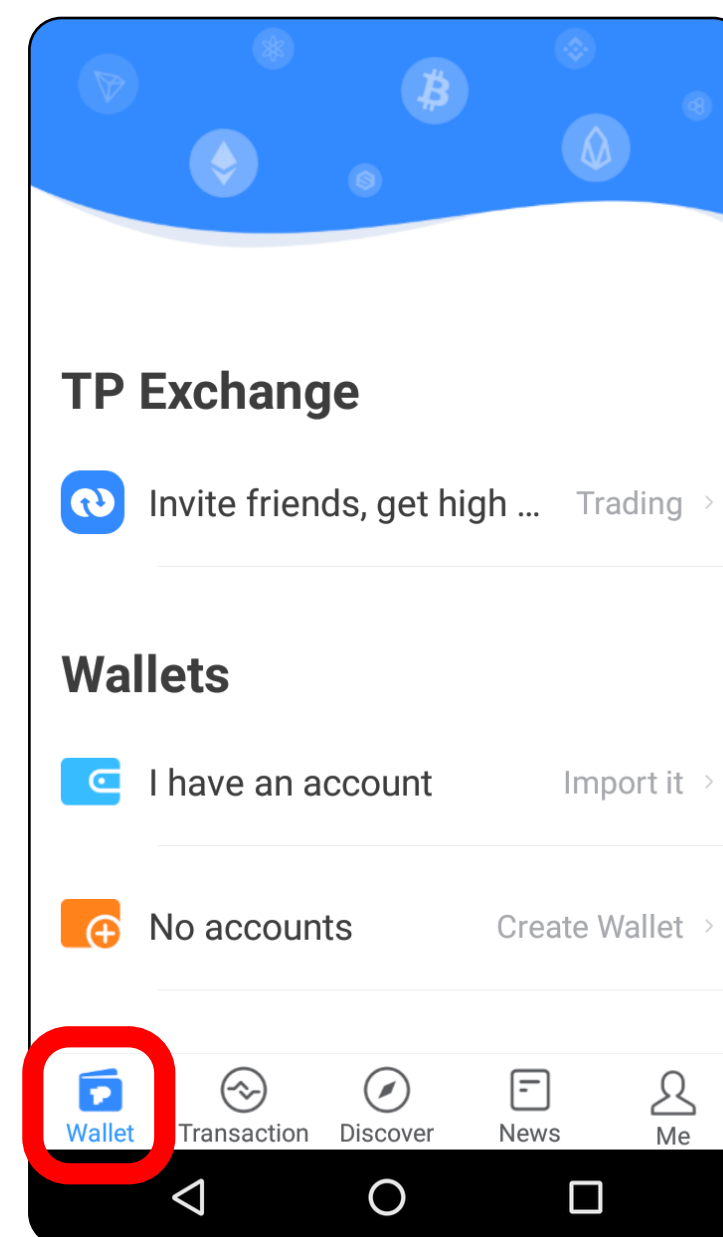 TP Exchange
Invite friends, get high ... Trading
Wallets
I have an account Import it
No accounts Create Wallet
Wallet Transaction Discover News Me